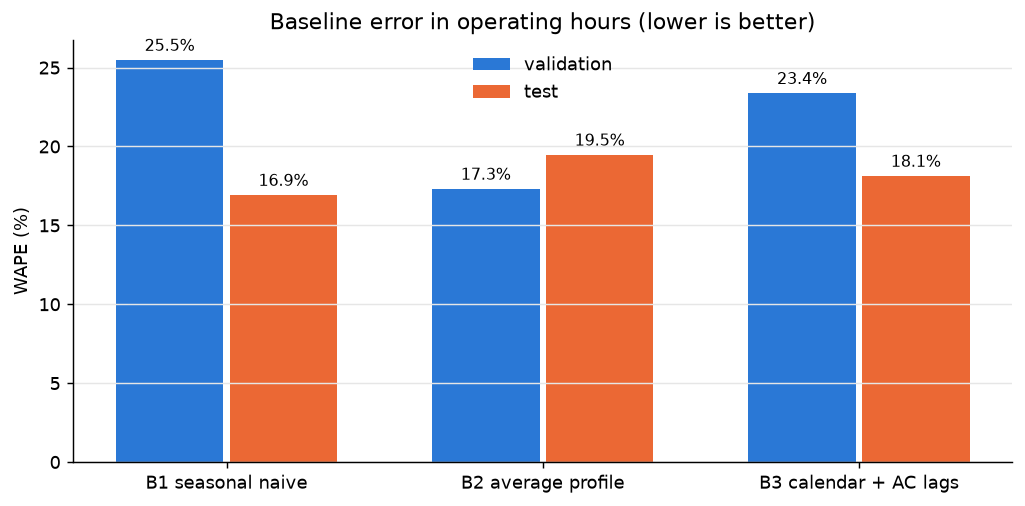 Baseline error in operating hours (lower is better)
25.5%
16.9%
17.3%
19.5%
23.4%
18.1%
validation
test
WAPE (%)
25
20
15
10
5
0
B1 seasonal naive
B2 average profile
B3 calendar + AC lags